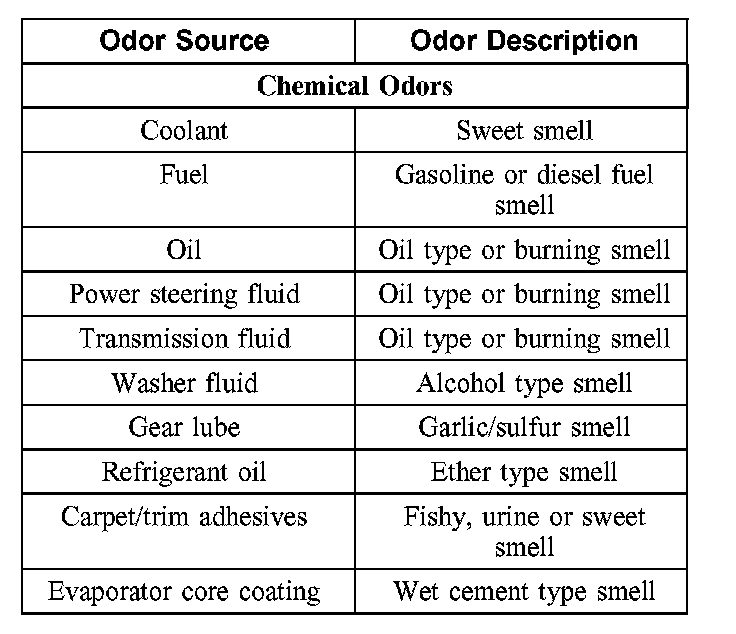 Odor Source Odor Description
Chemical Odors
Coolant Sweet smell
Fuel Gasoline or diesel fuel
smell
Oil Oil type or burning smell
Power steering fluid Oil type or burning smell
Transmission fluid Oil type or burning smell
Washer fluid Alcohol type smell
Gear lube Garlic/sulfur smell
Refrigerant oil Ether type smell
Carpet/trim adhesives Fishy, urine or sweet
smell
Evaporator core coating Wet cement type smell